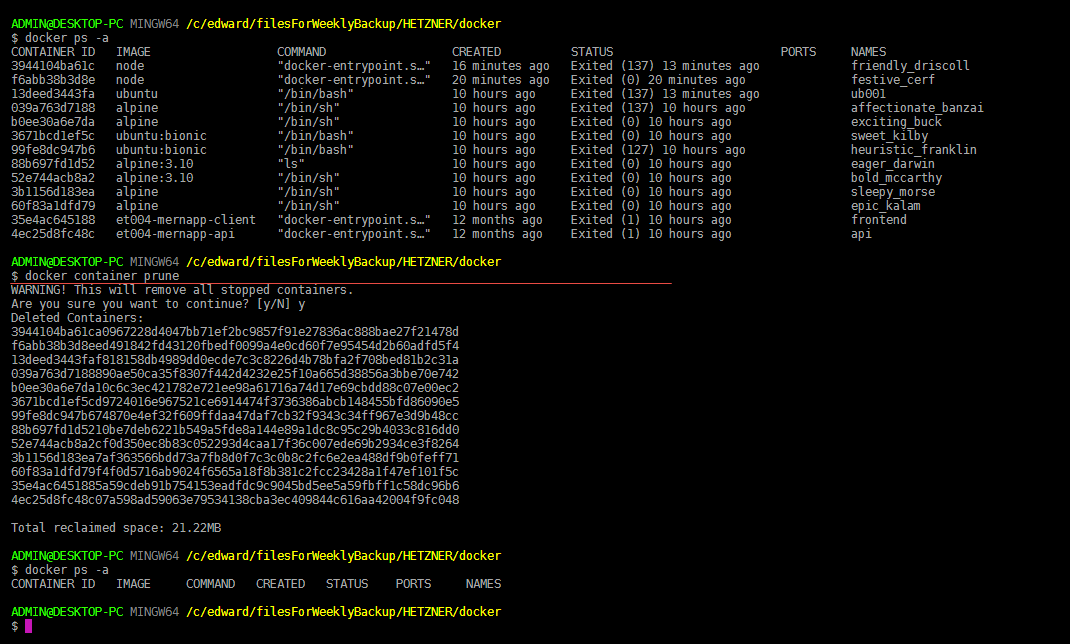 ADMIN@DESKTOP-PC MINGW64 /c/edward/filesForWeeklyBackup/HETZNER/docker
$ docker ps -a
CONTAINER ID   IMAGE                 COMMAND                  CREATED          STATUS                        PORTS     NAMES
3944104ba61c   node                  "docker-entrypoint.s…"   16 minutes ago   Exited (137) 13 minutes ago             friendly_driscoll
f6abb38b3d8e   node                  "docker-entrypoint.s…"   20 minutes ago   Exited (0) 20 minutes ago               festive_cerf
13deed3443fa   ubuntu                "/bin/bash"              10 hours ago     Exited (137) 13 minutes ago             ub001
039a763d7188   alpine                "/bin/sh"                10 hours ago     Exited (137) 10 hours ago               affectionate_banzai
b0ee30a6e7da   alpine                "/bin/sh"                10 hours ago     Exited (0) 10 hours ago                 exciting_buck
3671bcd1ef5c   ubuntu:bionic         "/bin/bash"              10 hours ago     Exited (0) 10 hours ago                 sweet_kilby
99fe8dc947b6   ubuntu:bionic         "/bin/bash"              10 hours ago     Exited (127) 10 hours ago               heuristic_franklin
88b697fd1d52   alpine:3.10           "ls"                     10 hours ago     Exited (0) 10 hours ago                 eager_darwin
52e744acb8a2   alpine:3.10           "/bin/sh"                10 hours ago     Exited (0) 10 hours ago                 bold_mccarthy
3b1156d183ea   alpine                "/bin/sh"                10 hours ago     Exited (0) 10 hours ago                 sleepy_morse
60f83a1dfd79   alpine                "/bin/sh"                10 hours ago     Exited (0) 10 hours ago                 epic_kalam
35e4ac645188   et004-mernapp-client   "docker-entrypoint.s…"   12 months ago    Exited (1) 10 hours ago                 frontend
4ec25d8fc48c   et004-mernapp-api     "docker-entrypoint.s…"   12 months ago    Exited (1) 10 hours ago                 api
ADMIN@DESKTOP-PC MINGW64 /c/edward/filesForWeeklyBackup/HETZNER/docker
$ docker container prune
WARNING! This will remove all stopped containers.
Are you sure you want to continue? [y/N] y
Deleted Containers:
3944104ba61ca0967228d4047bb71ef2bc9857f91e27836ac888bae27f21478d
f6abb38b3d8eed491842fd43120fbedf0099a4e0cd60f7e95454d2b60adfd5f4
13deed3443faf818158db4989dd0ecde7c3c8226d4b78bfa2f708bed81b2c31a
039a763d7188890ae50ca35f8307f442d4232e25f10a665d38856a3bbe70e742
b0ee30a6e7da10c6c3ec421782e721ee98a61716a74d17e69cbdd88c07e00ec2
3671bcd1ef5cd9724016e967521ce6914474f3736386abcb148455bfd86090e5
99fe8dc947b674870e4ef32f609ffdaa47daf7cb32f9343c34ff967e3d9b48cc
88b697fd1d5210be7deb6221b549a5fde8a144e89a1dc8c95c29b4033c816dd0
52e744acb8a2cf0d350ec8b83c052293d4caa17f36c007ede69b2934ce3f8264
3b1156d183ea7af363566bdd73a7fb8d0f7c3c0b8c2fc6e2ea488df9b0feff71
60f83a1dfd79f4f0d5716ab9024f6565a18f8b381c2fcc23428a1f47ef101f5c
35e4ac6451885a59cdeb91b754153eadfdc9c9045bd5ee5a59fbff1c58dc96b6
4ec25d8fc48c07a598ad59063e79534138cba3ec409844c616aa42004f9fc048
Total reclaimed space: 21.22MB
ADMIN@DESKTOP-PC MINGW64 /c/edward/filesForWeeklyBackup/HETZNER/docker
$ docker ps -a
CONTAINER ID   IMAGE     COMMAND   CREATED   STATUS    PORTS     NAMES
ADMIN@DESKTOP-PC MINGW64 /c/edward/filesForWeeklyBackup/HETZNER/docker
$